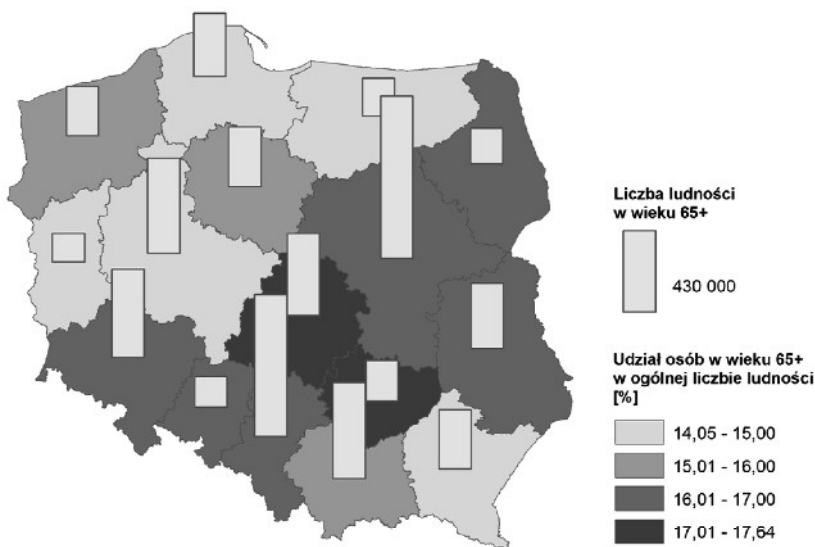 Liczba ludności
w wieku 65+
430 000
Udział osób w wieku 65+
w ogólnej liczbie ludności
[%]
14,05 - 15,00
15,01 - 16,00
16,01 - 17,00
17,01 - 17,64